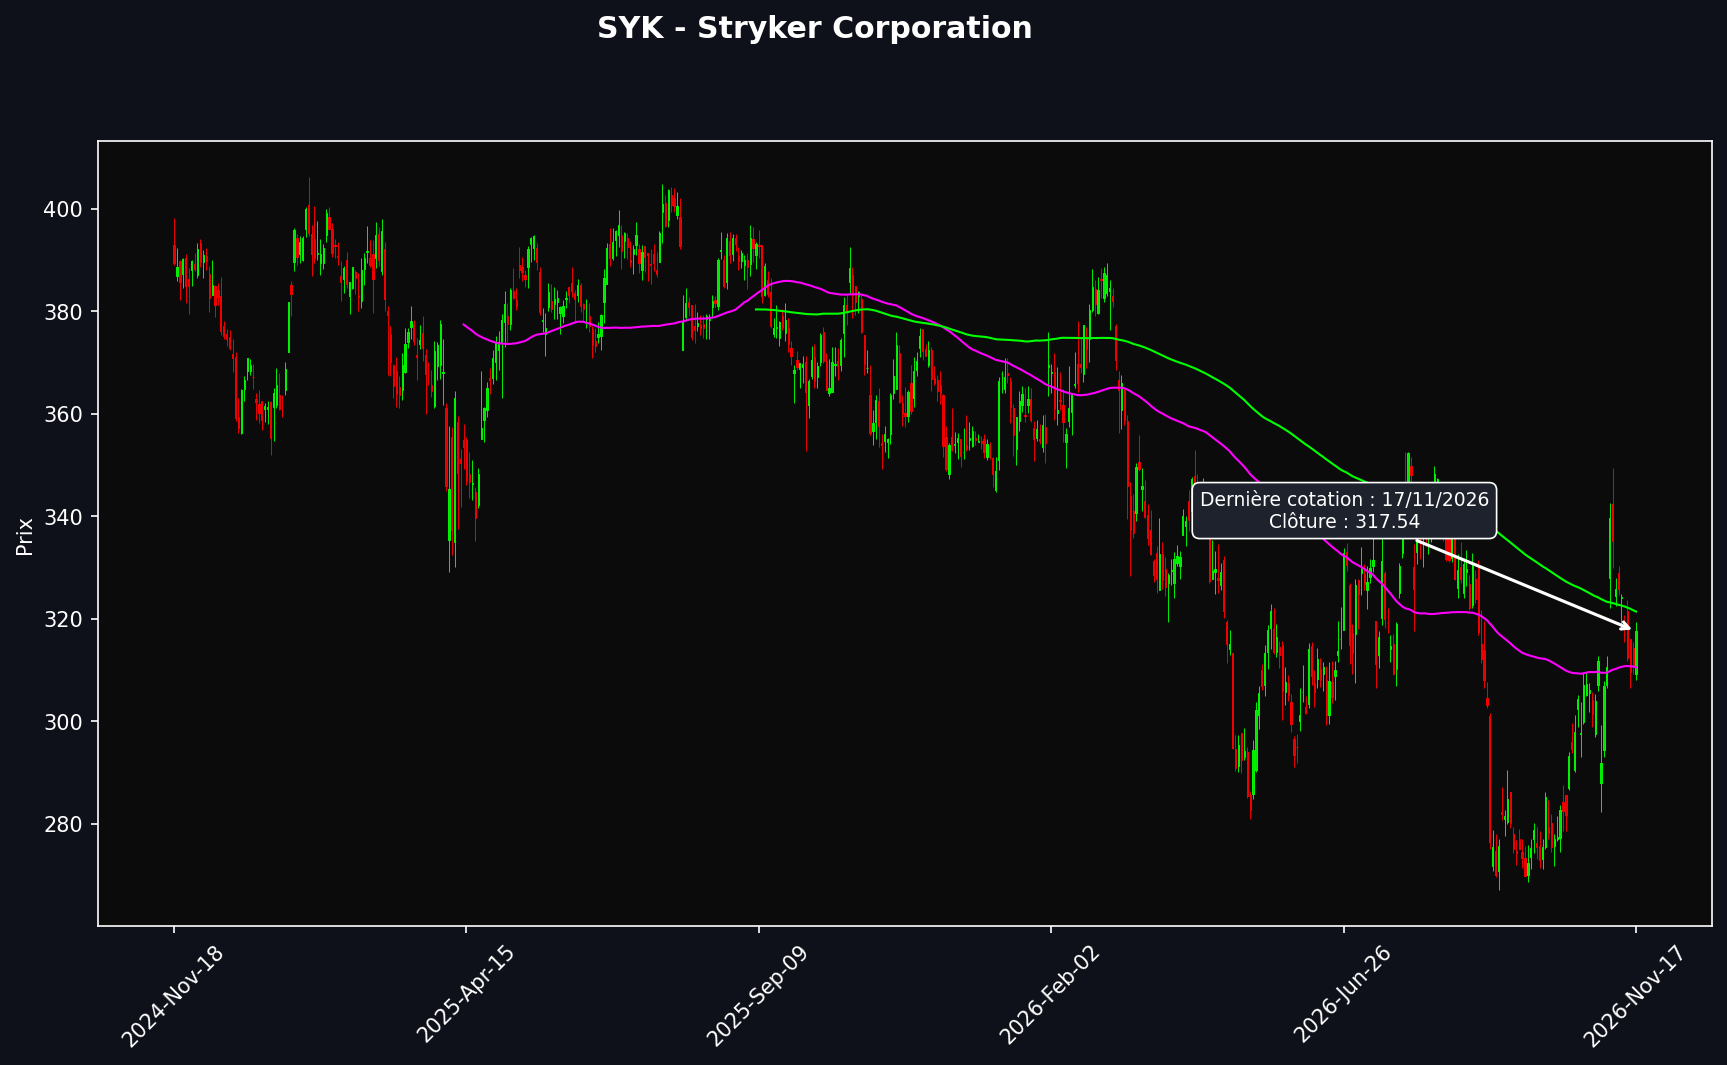 SYK - Stryker Corporation
Prix
400
380
360
340
320
300
280
Dernière cotation : 17/11/2026
Clôture : 317.54
2024-Nov-18
2025-Apr-15
2025-Sep-09
2026-Feb-02
2026-Jun-26
2026-Nov-17